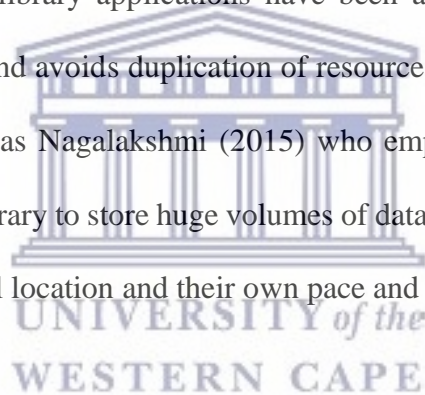 library applications have been a
nd avoids duplication of resource
as Nagalakshmi (2015) who emp
rary to store huge volumes of data
l location and their own pace and
UNIVERSITY of the
WESTERN CAPE